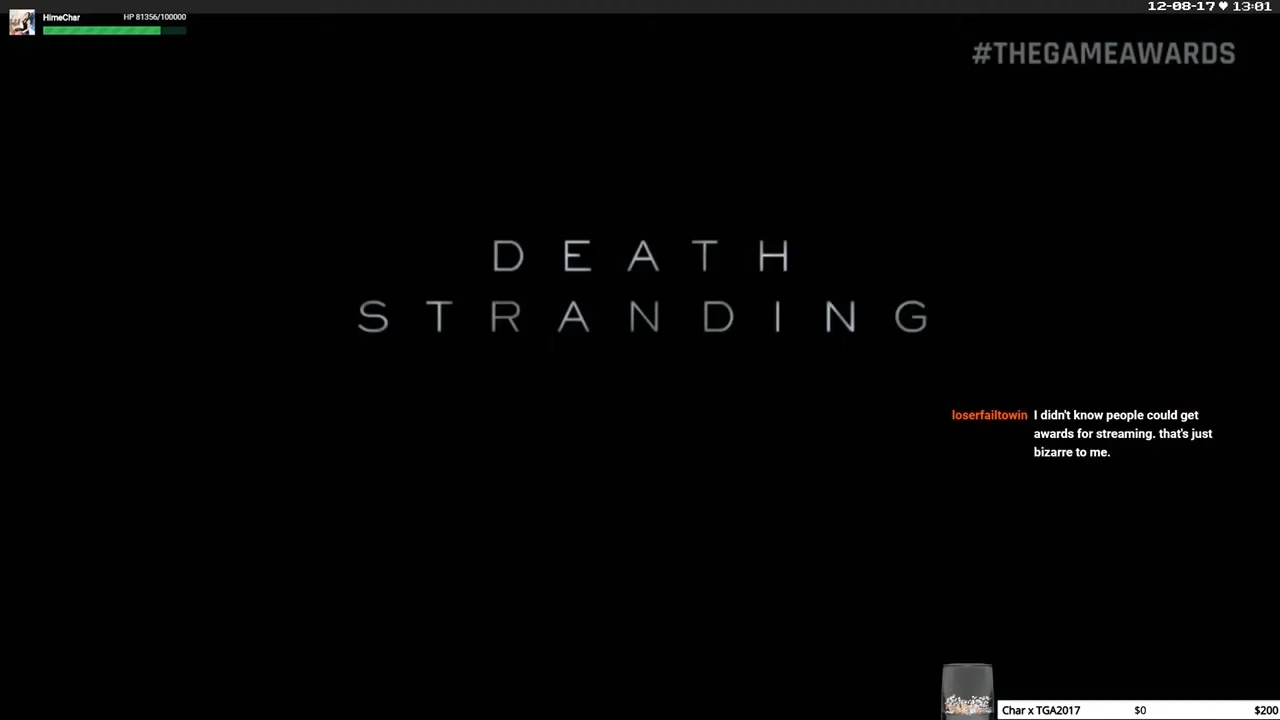 12-08-17 ♥ 13:01
HimeChar HP 81356/100000
#THEGAMEAWARDS
DEATH
STRANDING
loserfailtowin I didn't know people could get
awards for streaming. that's just
bizarre to me.
Char x TGA2017 $0 $200